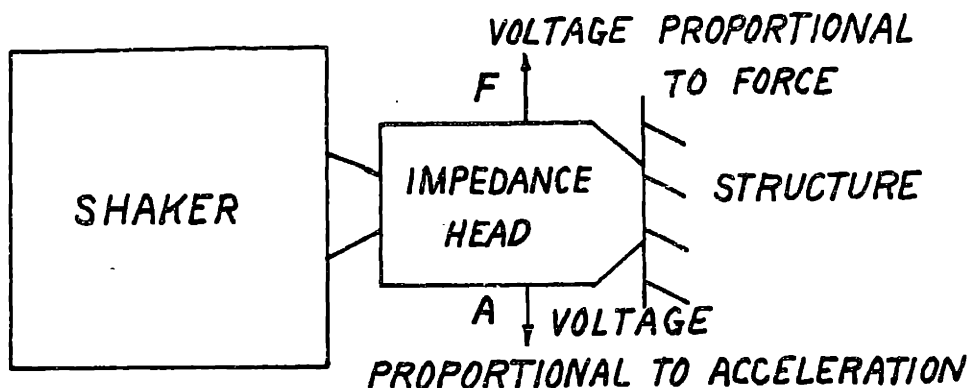 VOLTAGE PROPORTIONAL
TO FORCE
F
SHAKER
IMPEDANCE
HEAD
STRUCTURE
A
VOLTAGE
PROPORTIONAL TO ACCELERATION